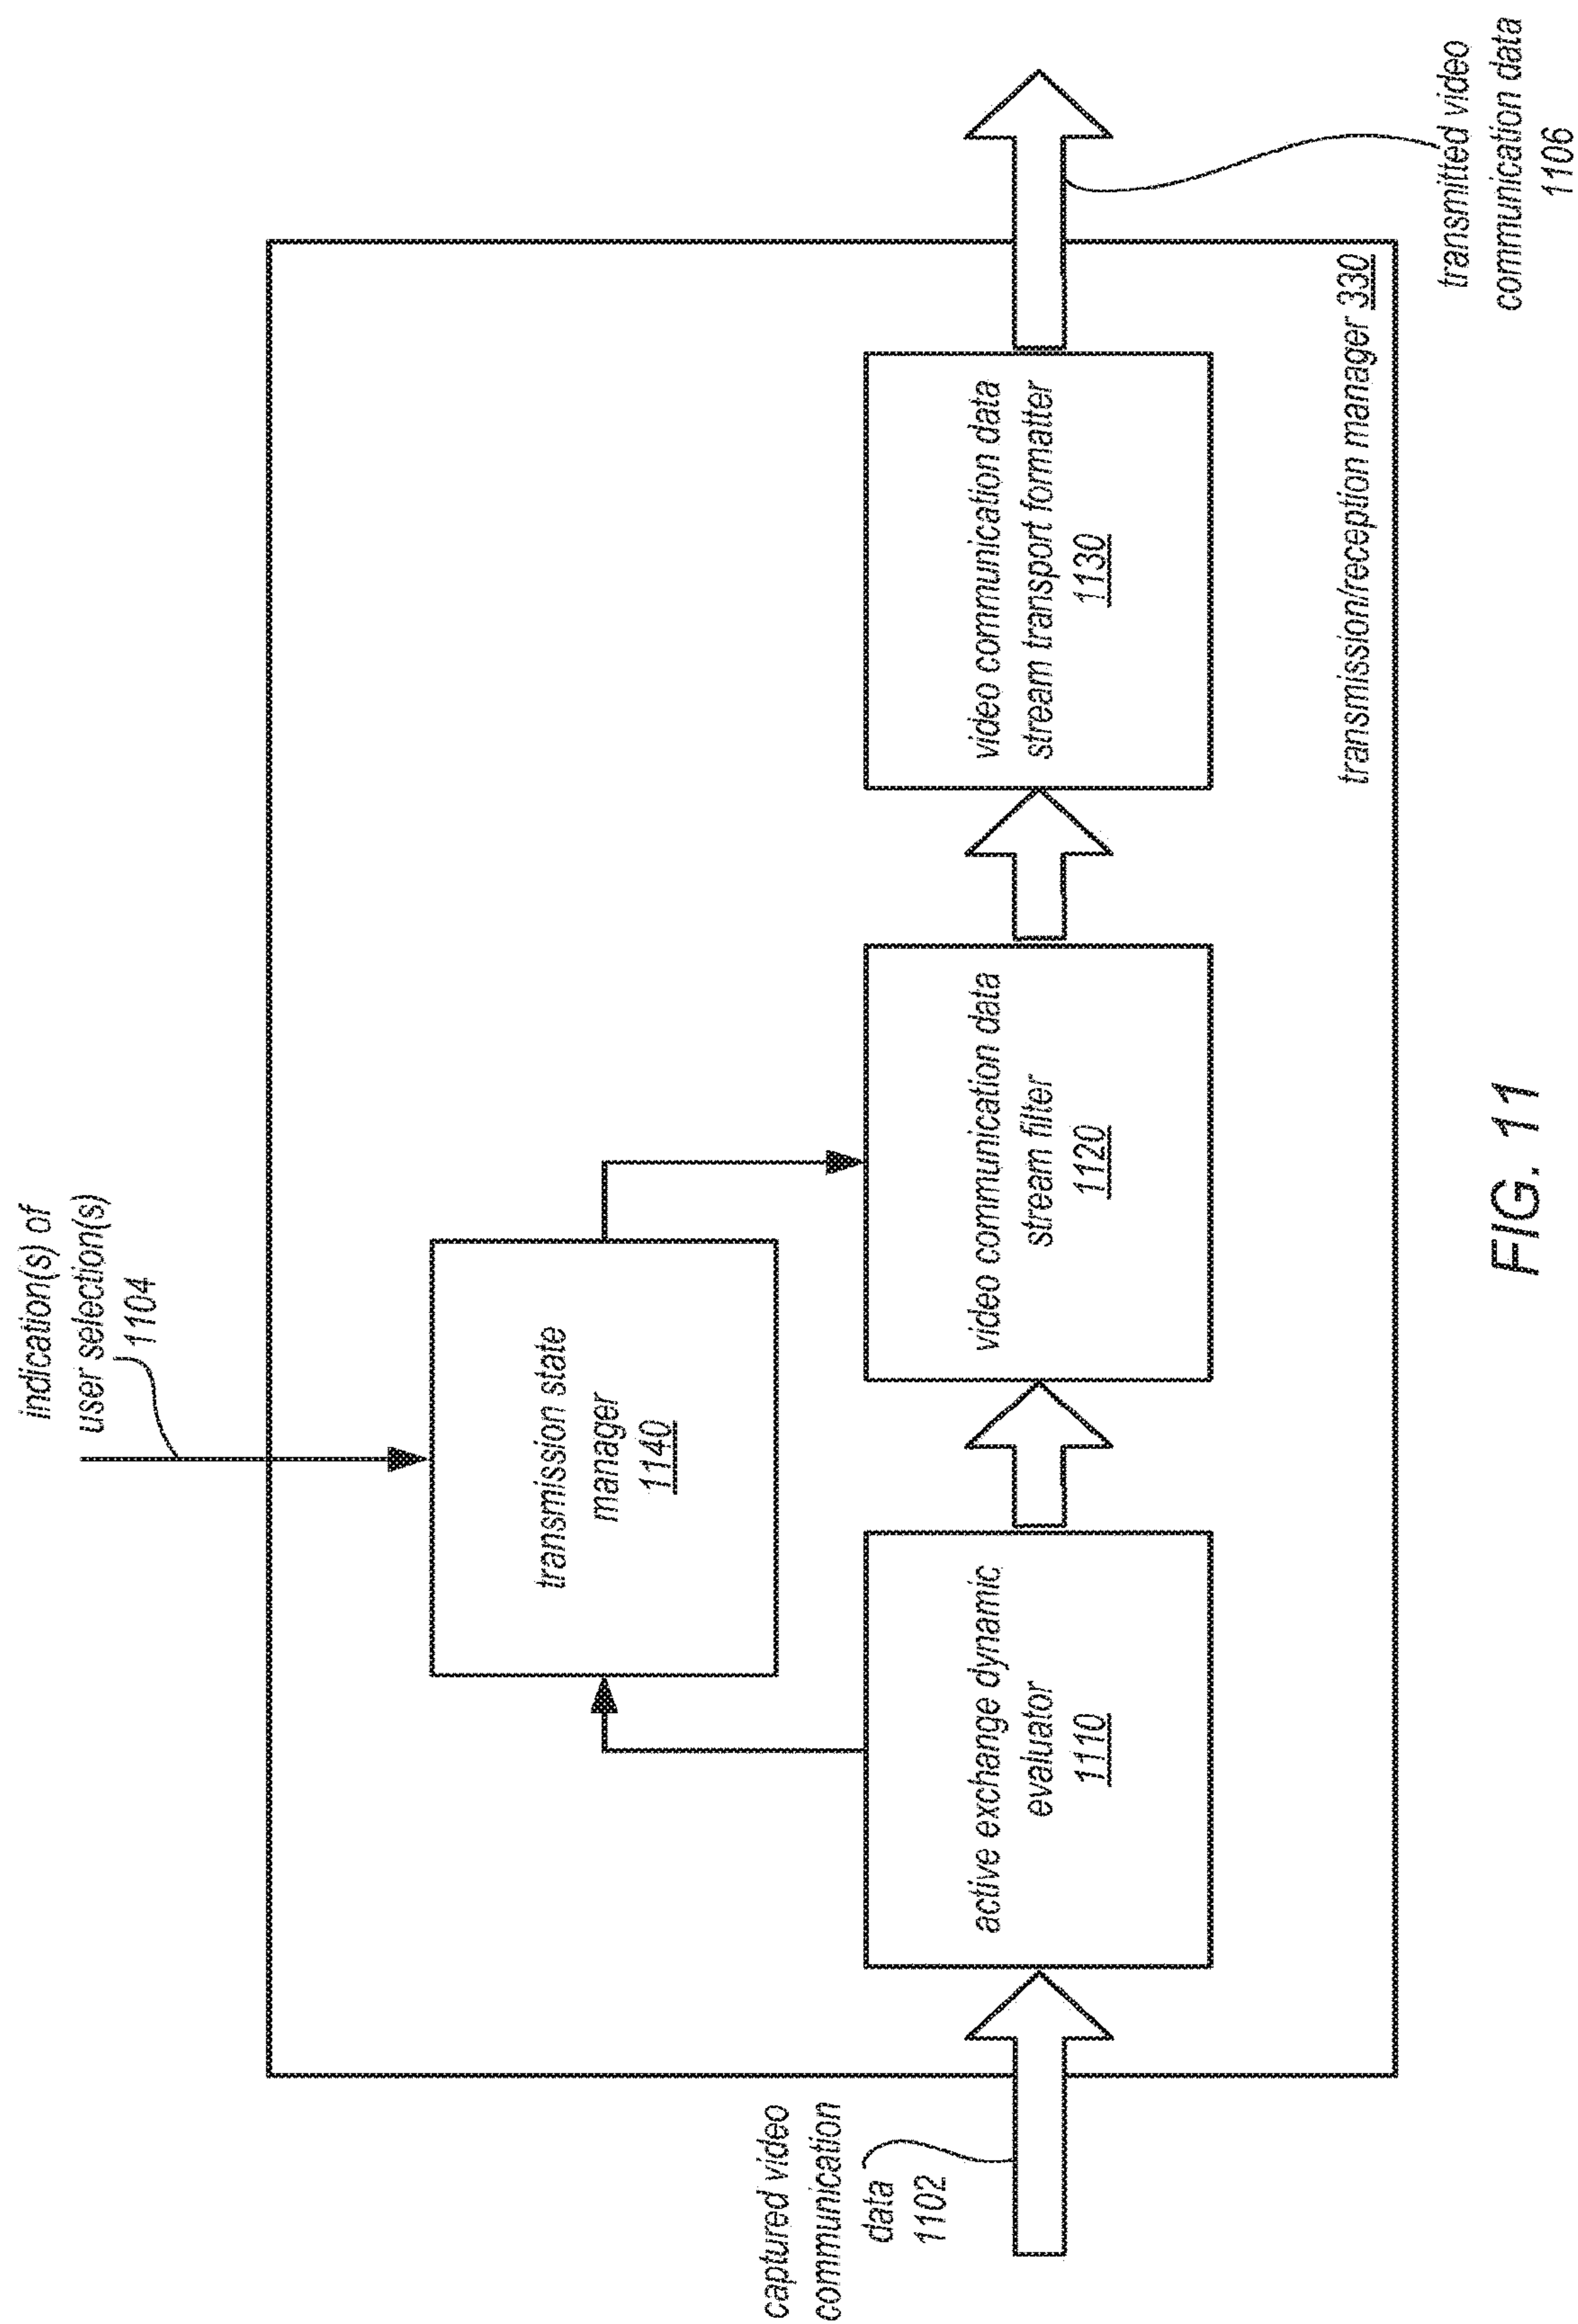 indication(s) of
user selection(s)
1104
transmission state
manager
1140
captured video
communication
data
1102
active exchange dynamic
evaluator
1110
video communication data
stream filter
1120
video communication data
stream transport formatter
1130
transmission/reception manager 330
transmitted video
communication data
1106
FIG. 11